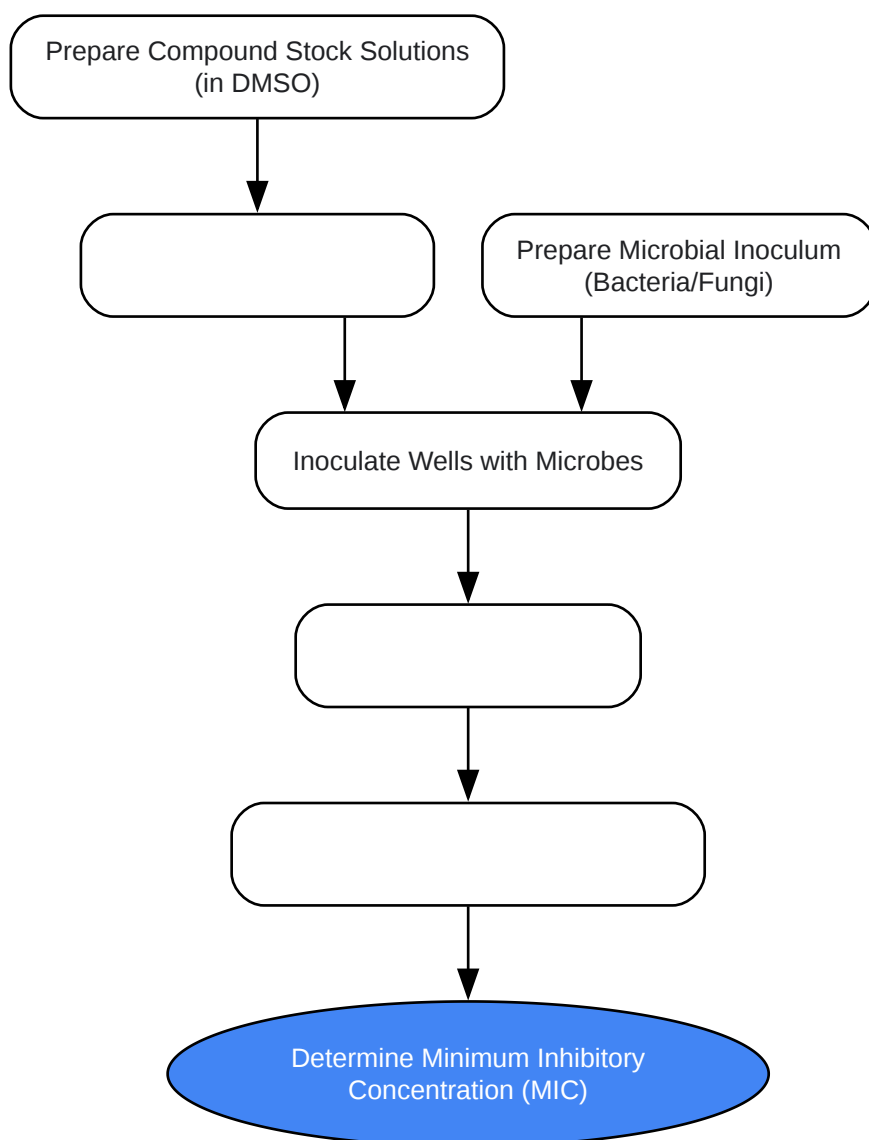 Prepare Compound Stock Solutions
(in DMSO)
Prepare Microbial Inoculum
(Bacteria/Fungi)
Inoculate Wells with Microbes
Determine Minimum Inhibitory
Concentration (MIC)